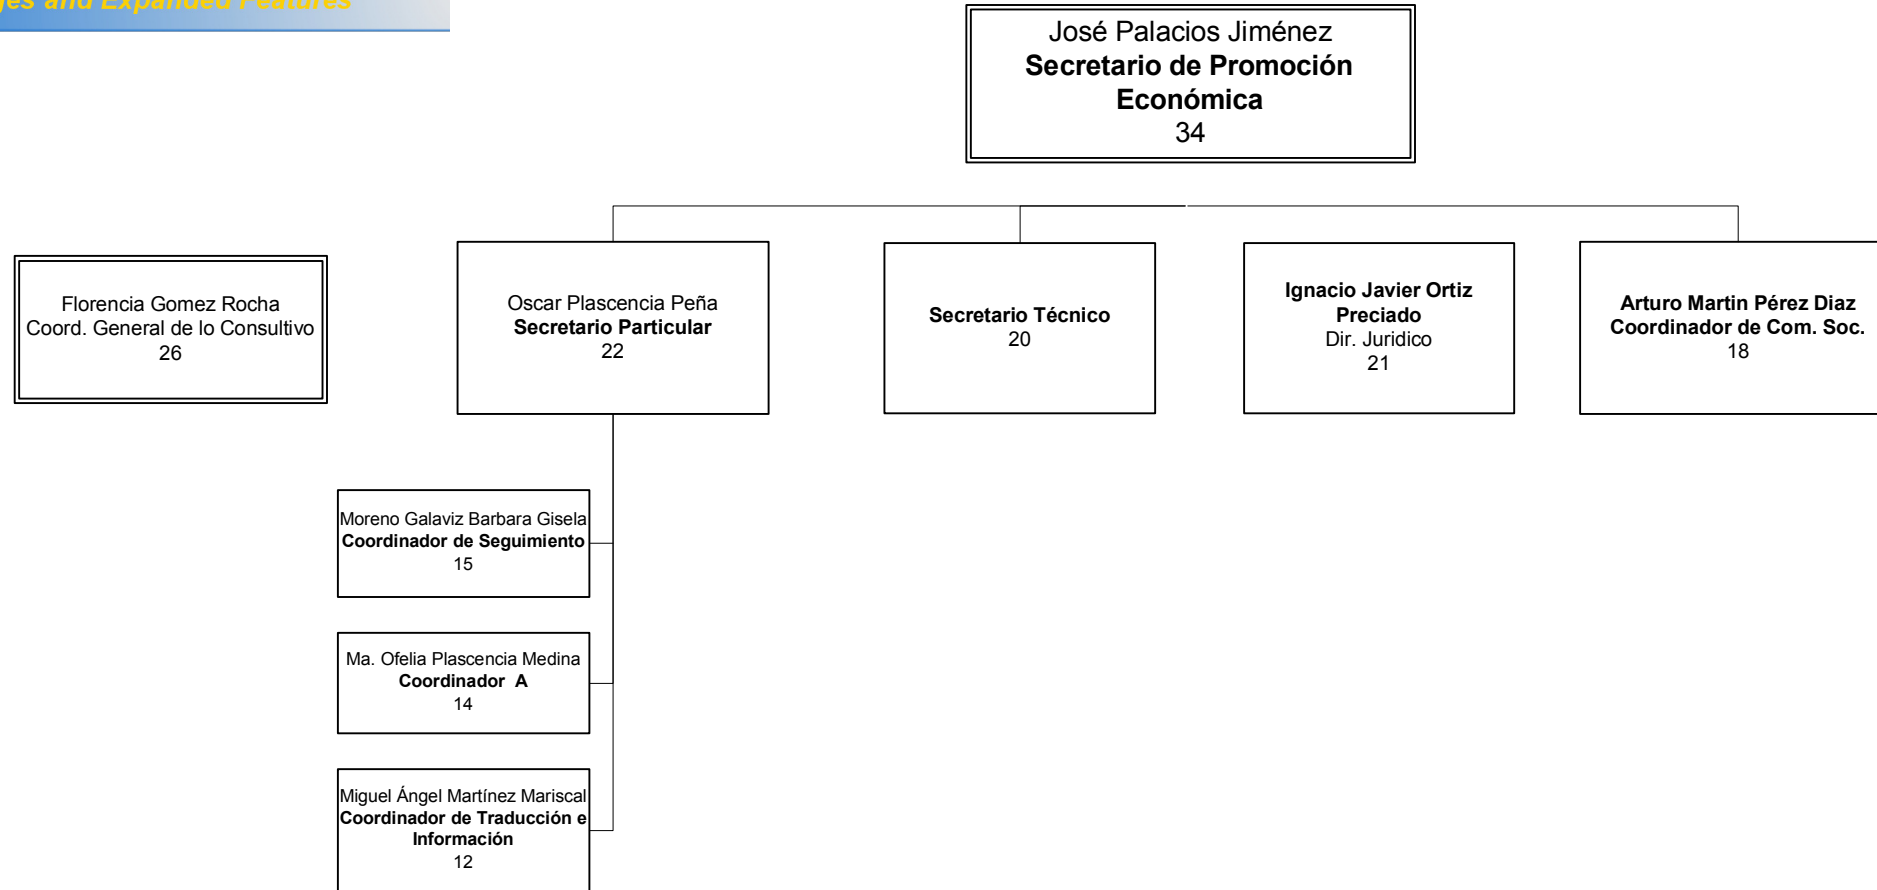 and Expanded Features
José Palacios Jiménez
Secretario de Promoción
Económica
34
Florencia Gomez Rocha
Coord. General de lo Consultivo
26
Oscar Plascencia Peña
Secretario Particular
22
Secretario Técnico
20
Ignacio Javier Ortiz
Preciado
Dir. Juridico
21
Arturo Martin Pérez Diaz
Coordinador de Com. Soc.
18
Moreno Galaviz Barbara Gisela
Coordinador de Seguimiento
15
Ma. Ofelia Plascencia Medina
Coordinador A
14
Miguel Ángel Martínez Mariscal
Coordinador de Traducción e
Información
12